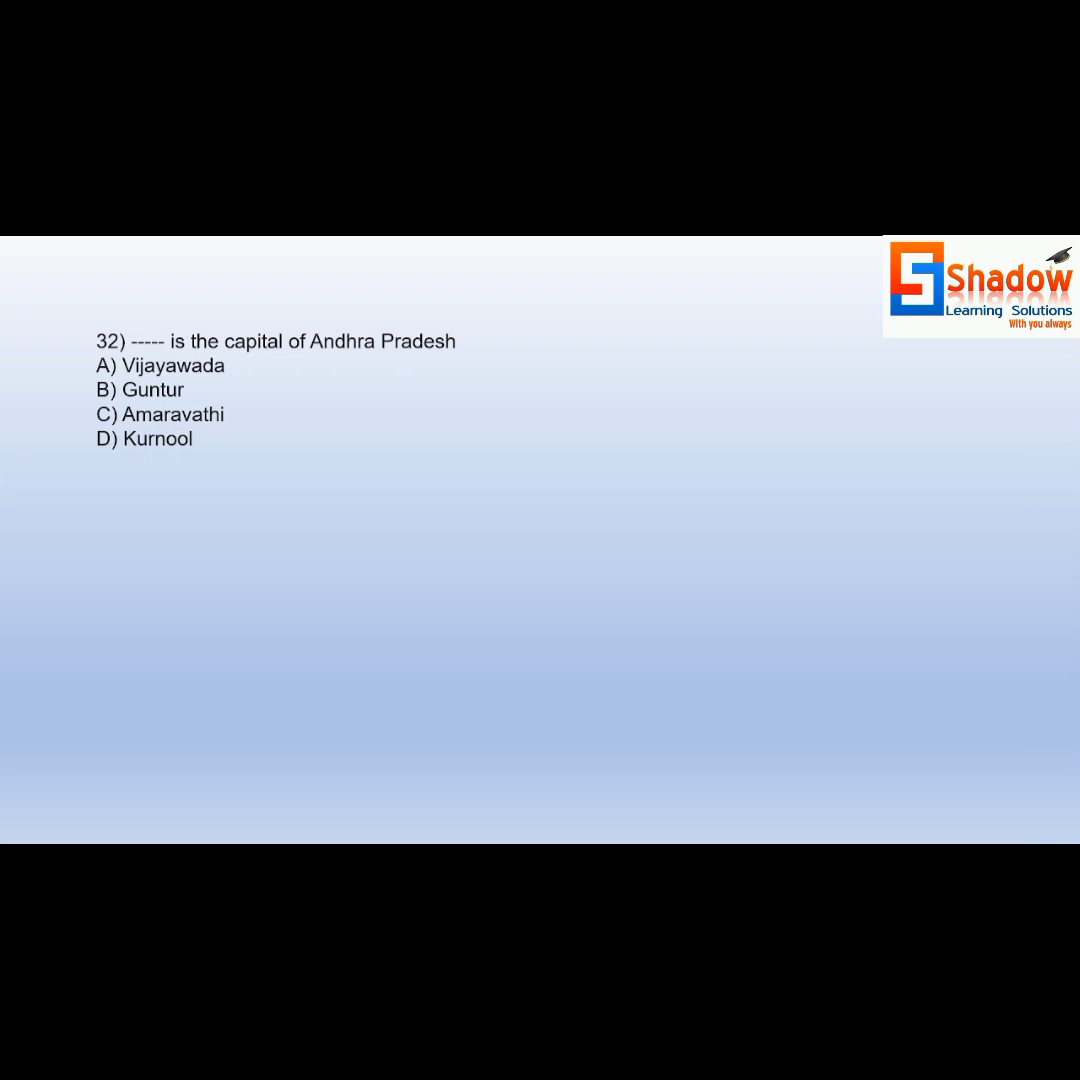 Shadow
Learning Solutions
With you always
32) ----- is the capital of Andhra Pradesh
A) Vijayawada
B) Guntur
C) Amaravathi
D) Kurnool